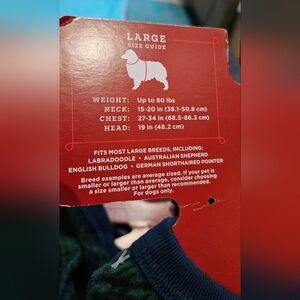 LARGE
SIZE GUIDE
WEIGHT: Up to 80 lbs
NECK: 15-20 in (38.1-50.8 cm)
CHEST: 27-34 in (68.5-86.3 cm)
HEAD: 19 in (48.2 cm)
FITS MOST LARGE BREEDS, INCLUDING:
LABRADOODLE • AUSTRALIAN SHEPHERD
ENGLISH BULLDOG • GERMAN SHORTHAIRED POINTER
Breed examples are average sized. If your pet is
smaller or larger than average, consider choosing
a size smaller or larger than recommended.
For dogs only.